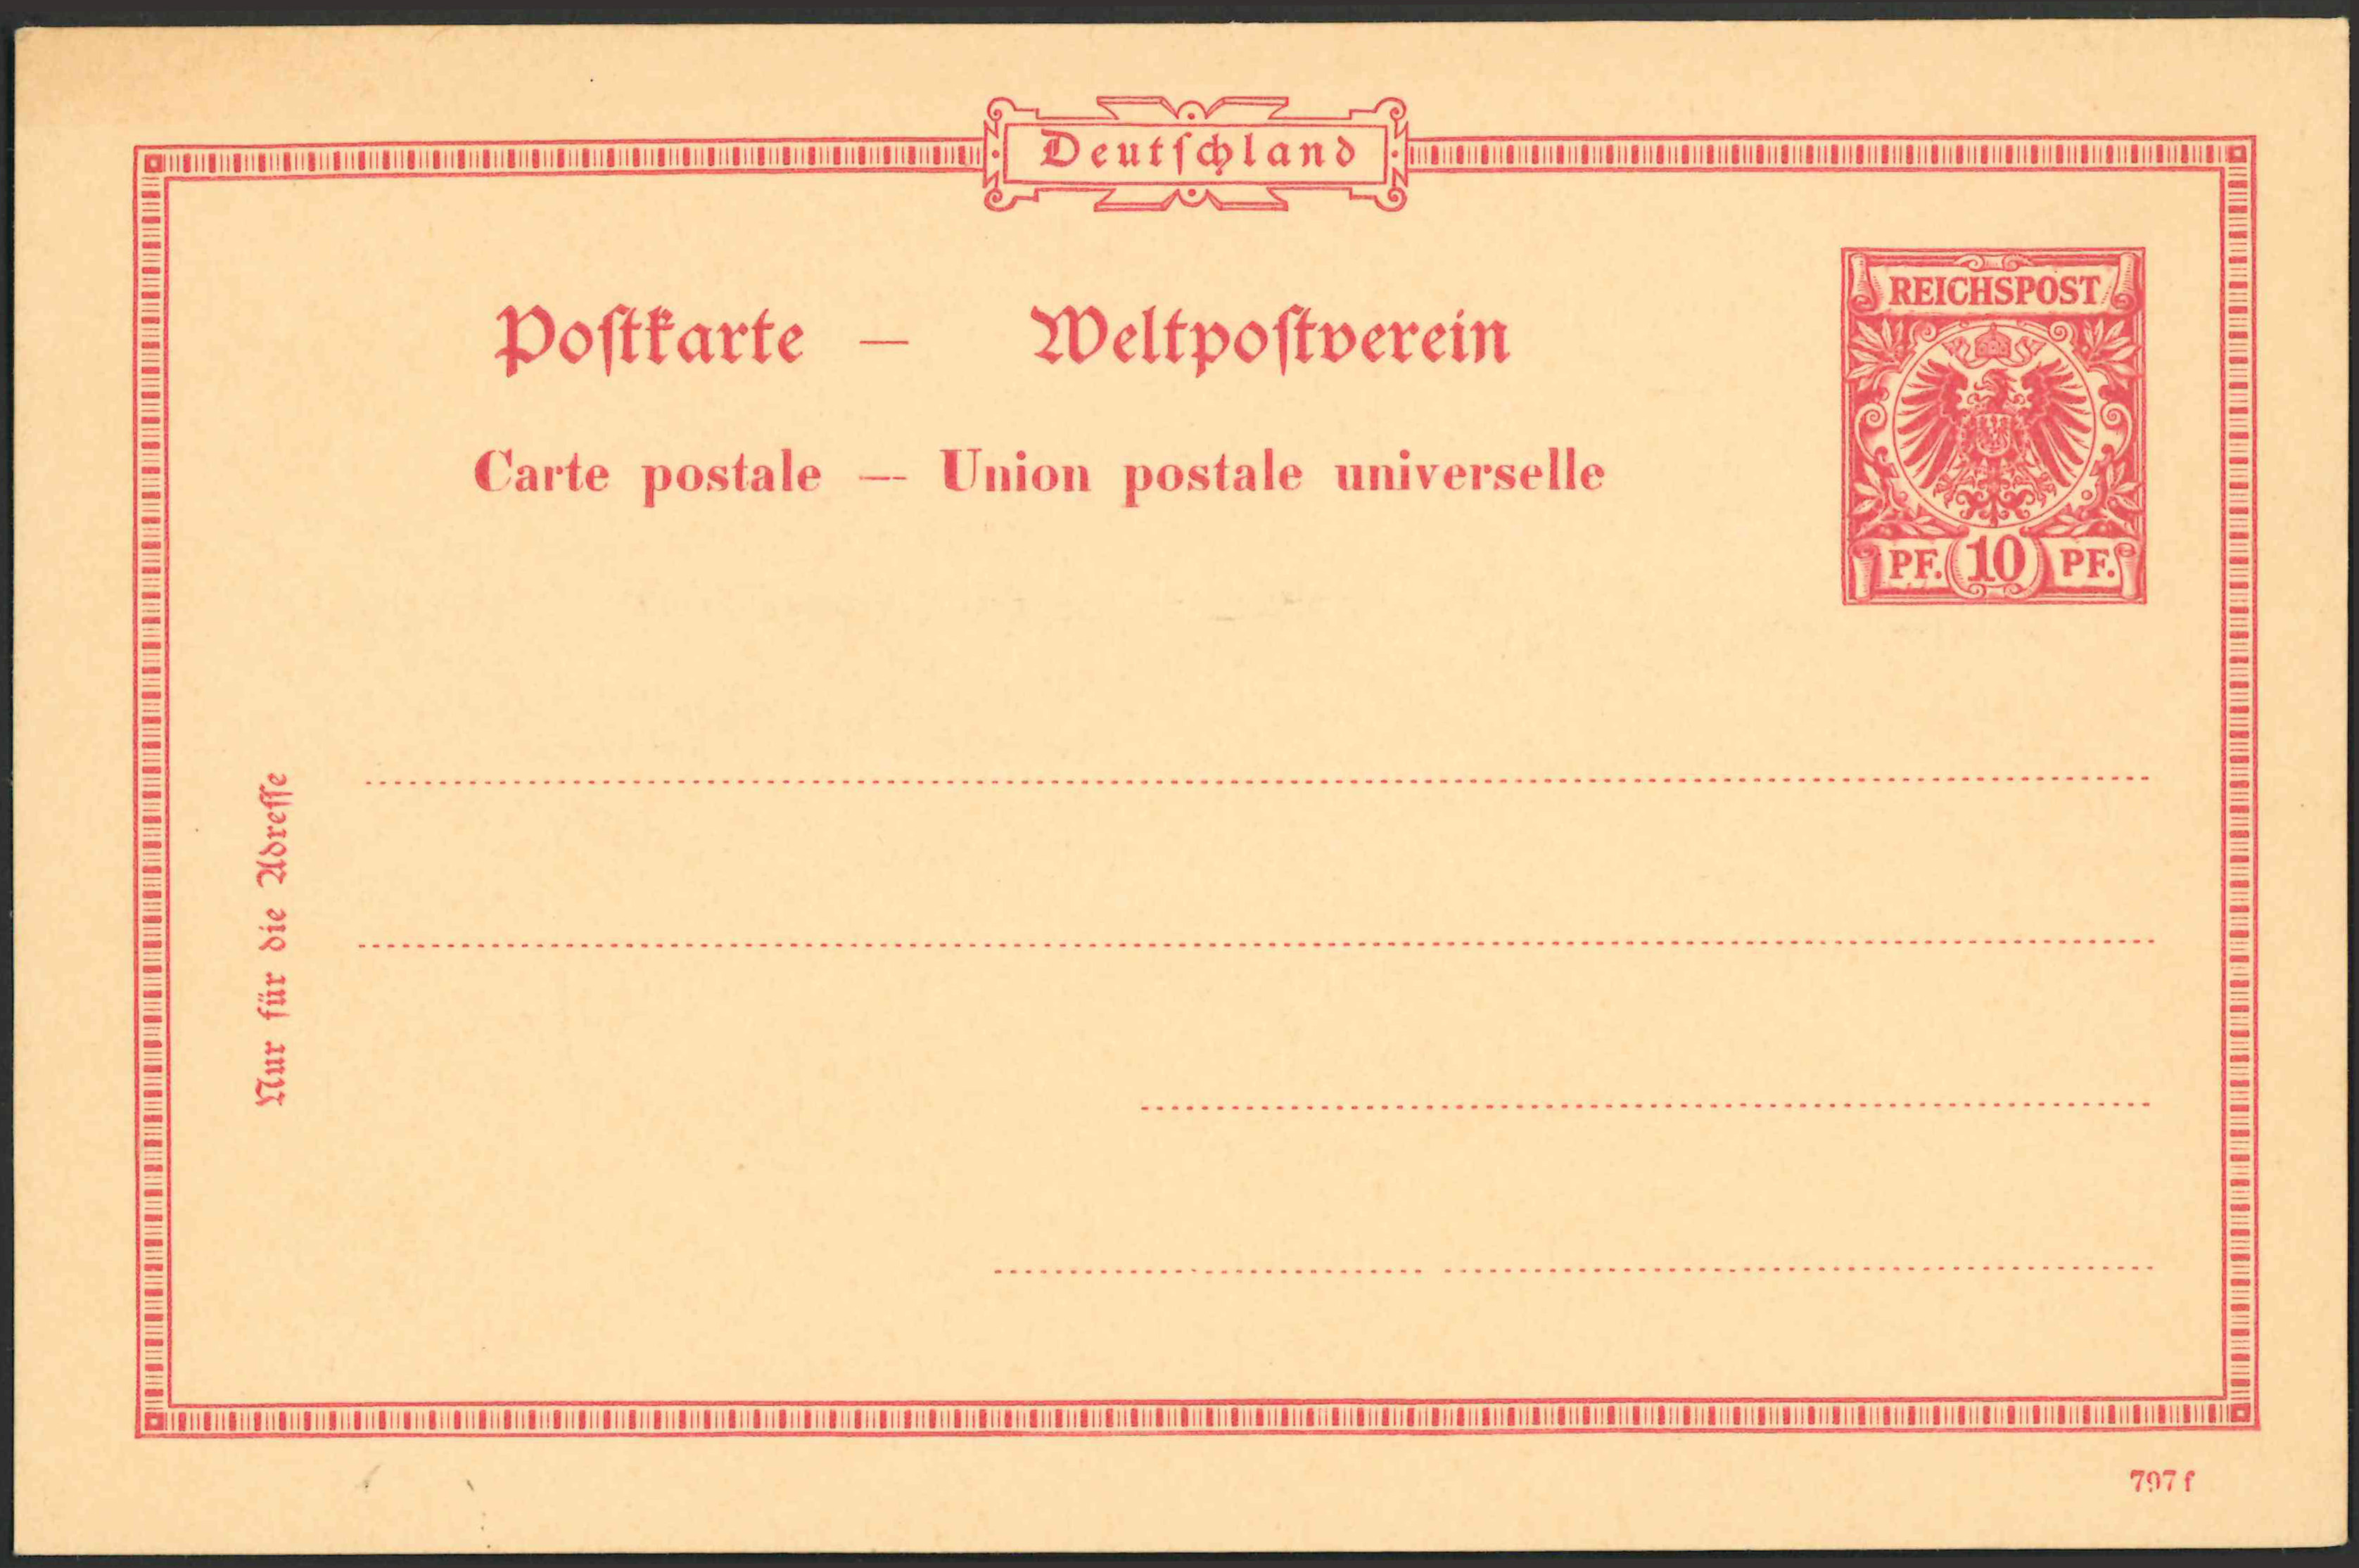 Deutſchland
REICHSPOST
Poſtkarte — Weltpoſtverein
Carte postale — Union postale universelle
PF. 10 PF.
Nur für die Adreſſe
797 f